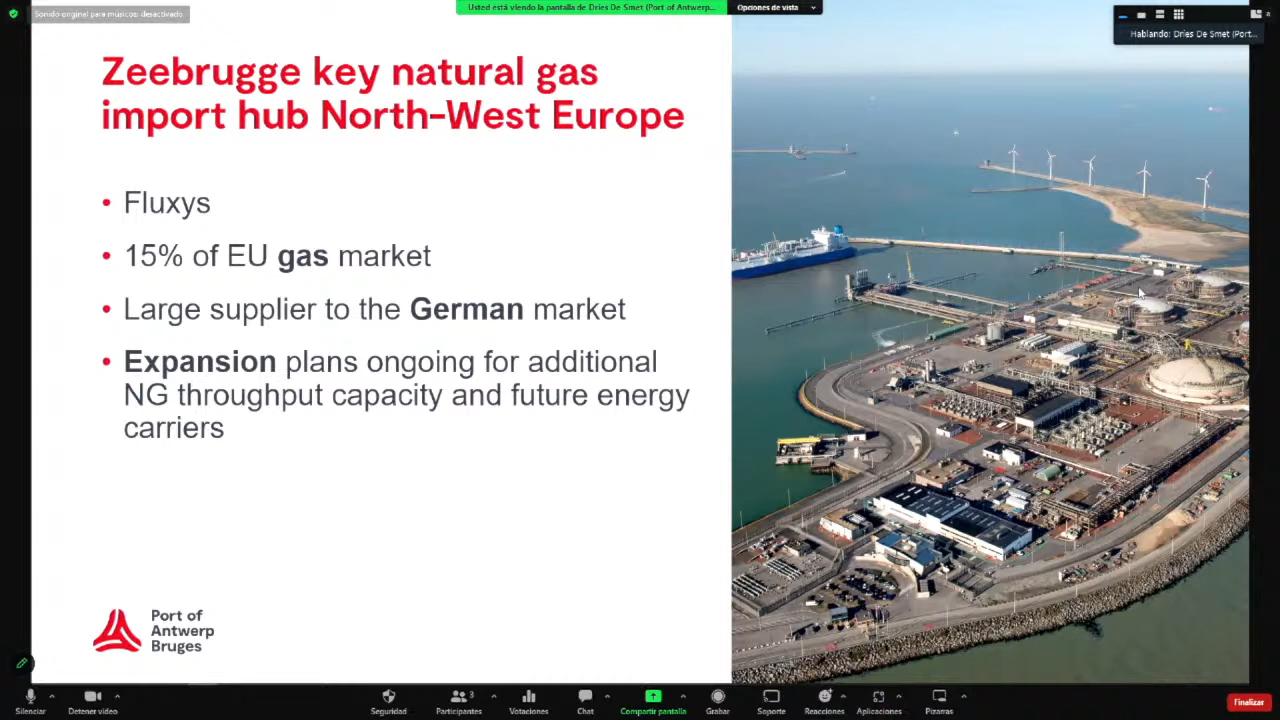 Sonido original para músicos: desactivado
Usted está viendo la pantalla de Dries De Smet (Port of Antwerp...
Opciones de vista
Hablando: Dries De Smet (Port...
Zeebrugge key natural gas
import hub North-West Europe
• Fluxys
• 15% of EU gas market
• Large supplier to the German market
• Expansion plans ongoing for additional
NG throughput capacity and future energy
carriers
Port of
Antwerp
Bruges
Silenciar
Detener video
Seguridad
Participantes
3
Votaciones
Chat
Compartir pantalla
Grabar
Soporte
Reacciones
Aplicaciones
Pizarras
Finalizar